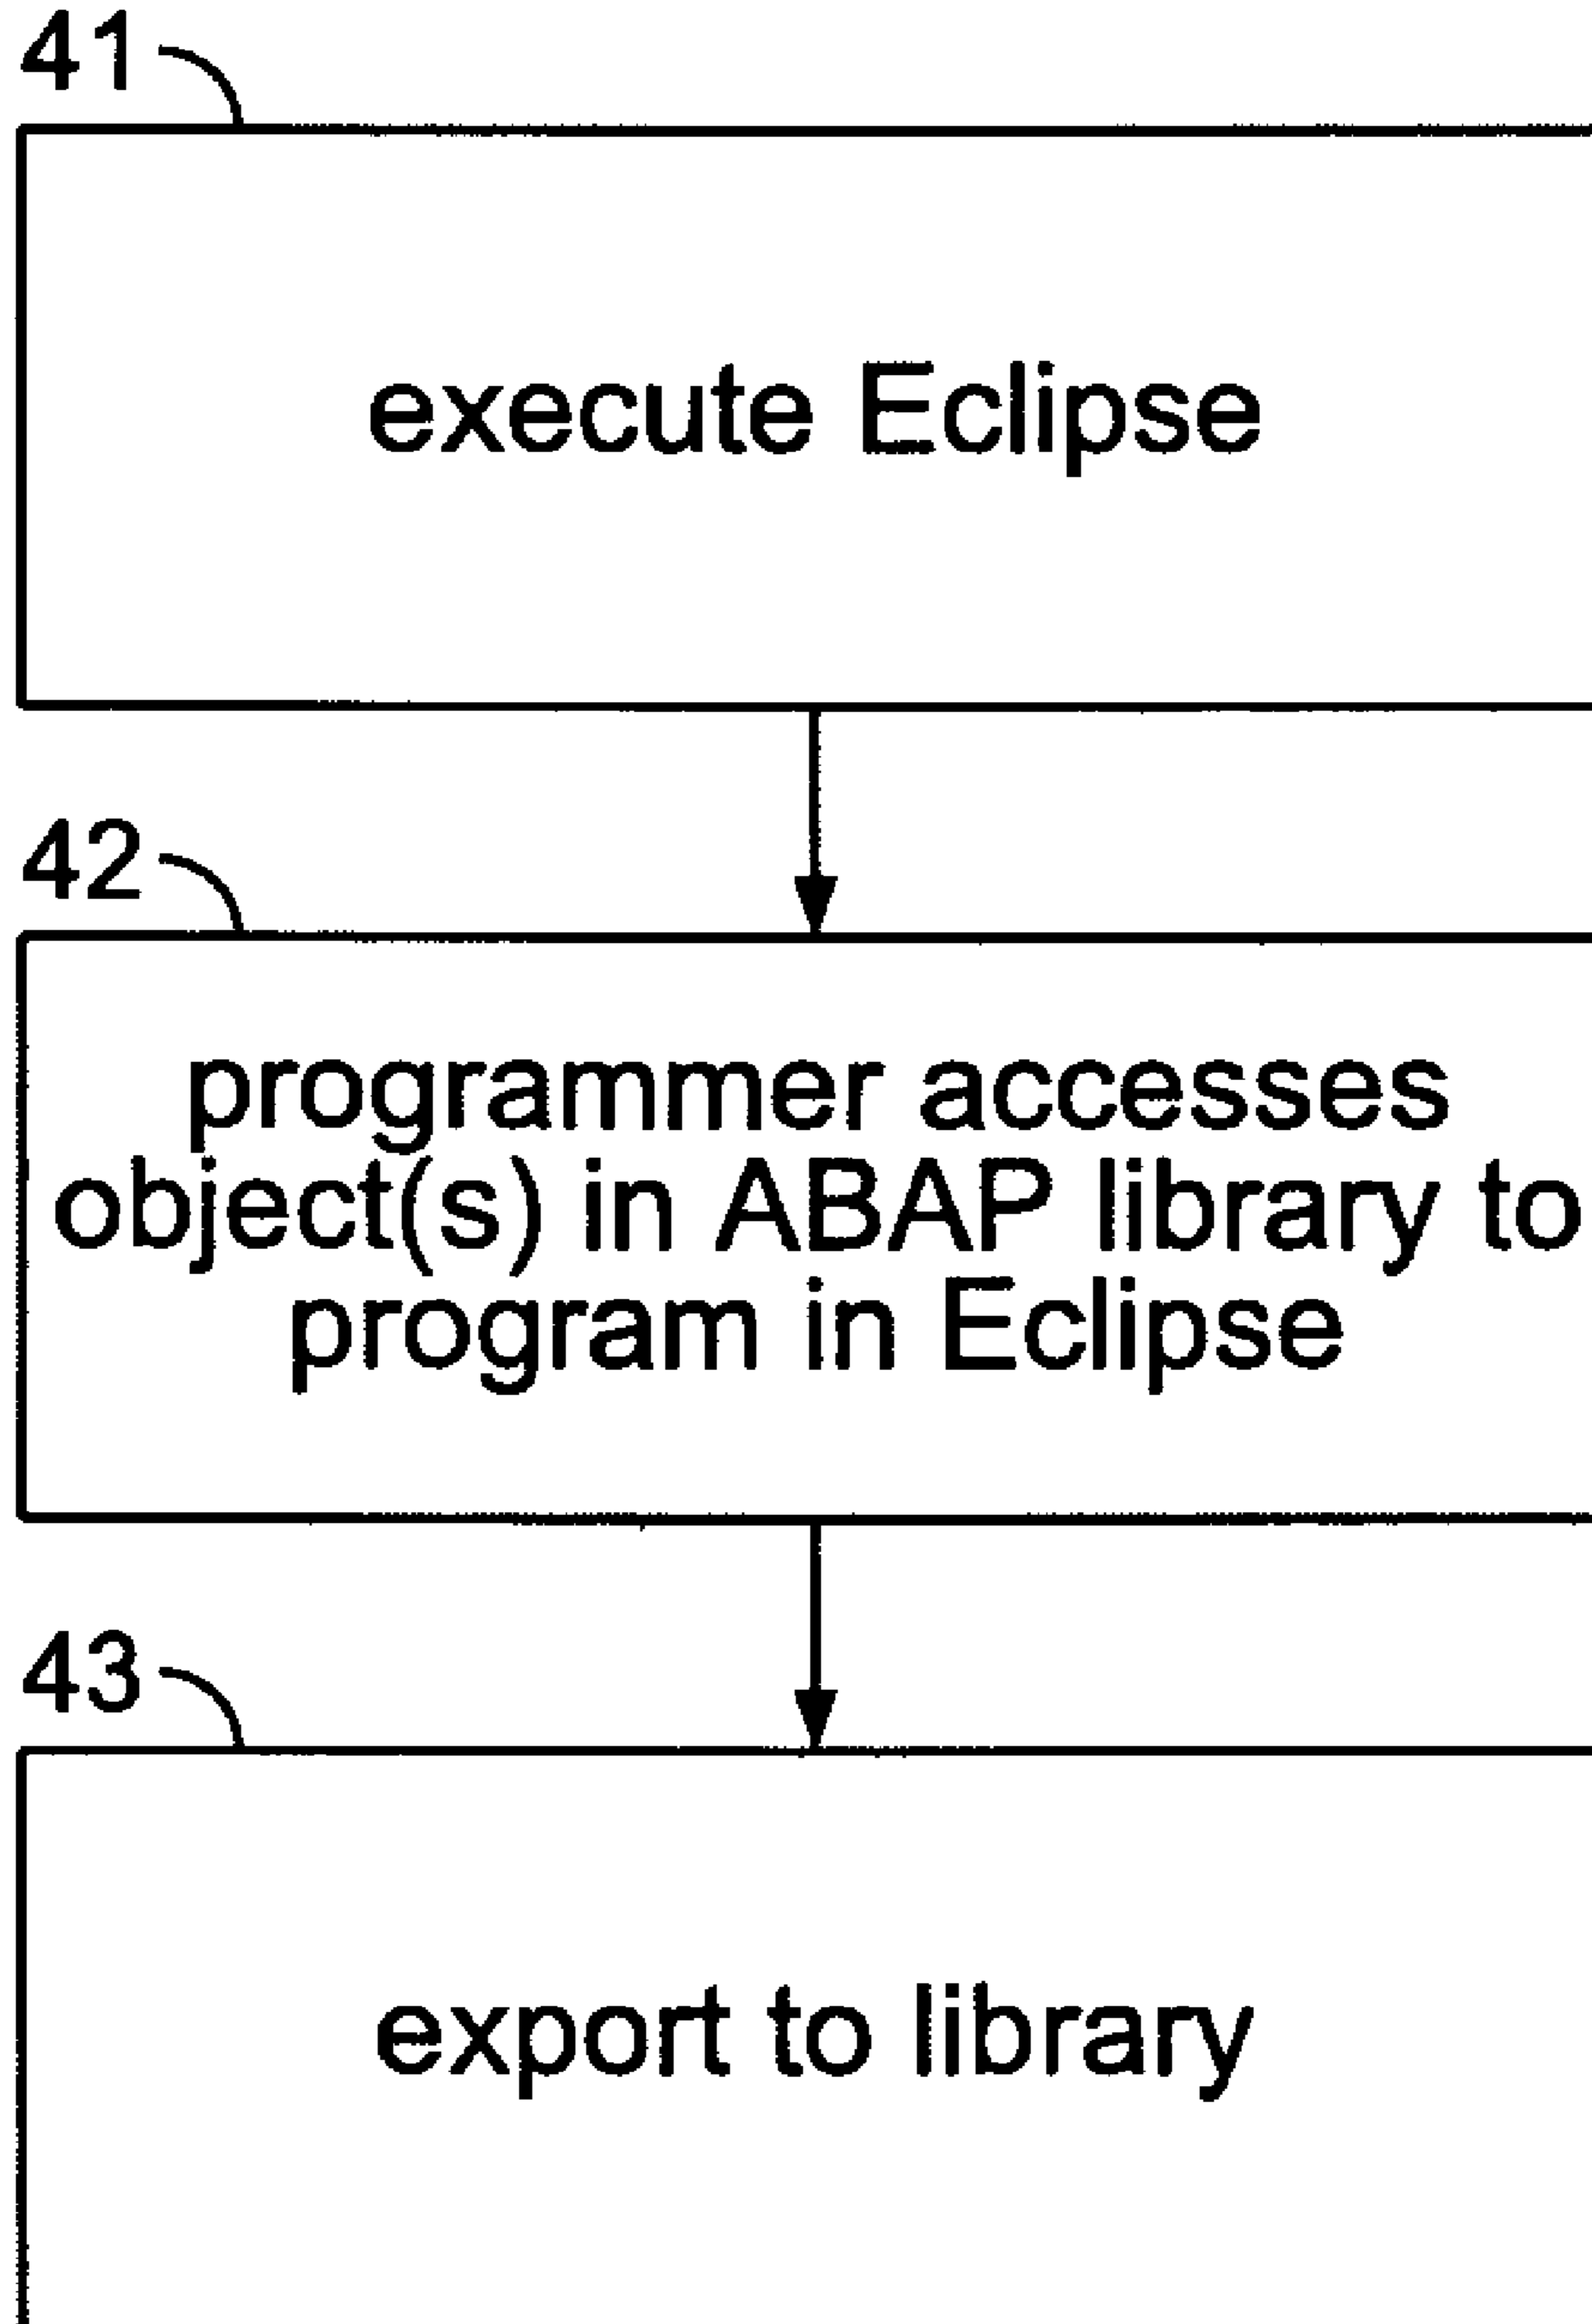 41
execute Eclipse
42
programmer accesses
object(s) in ABAP library to
program in Eclipse
43
export to library